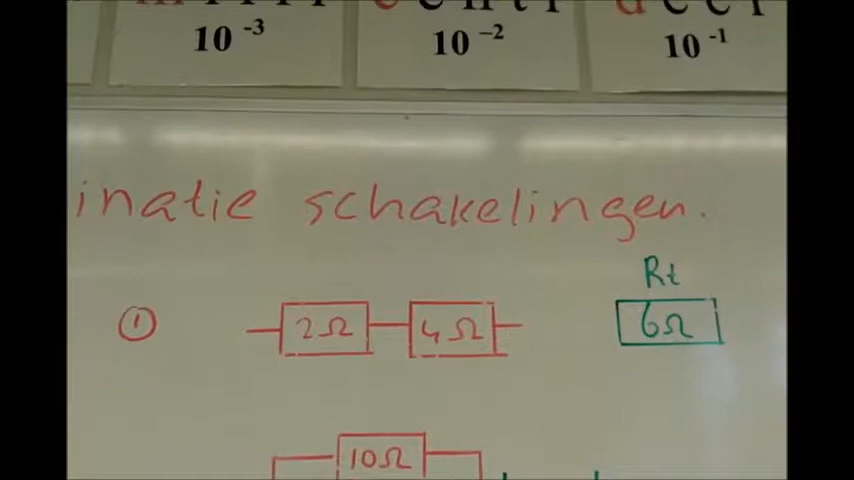 10 -3
10 -2
10 -1
inatie schakelingen.
Rt
1 2Ω 4Ω 6Ω
10Ω